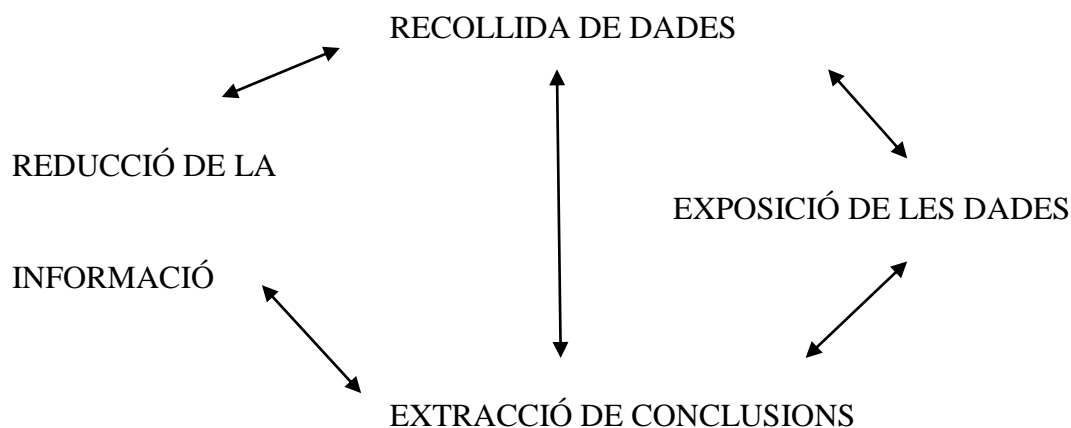 RECOLLIDA DE DADES
REDUCCIÓ DE LA
EXPOSICIÓ DE LES DADES
INFORMACIÓ
EXTRACCIÓ DE CONCLUSIONS